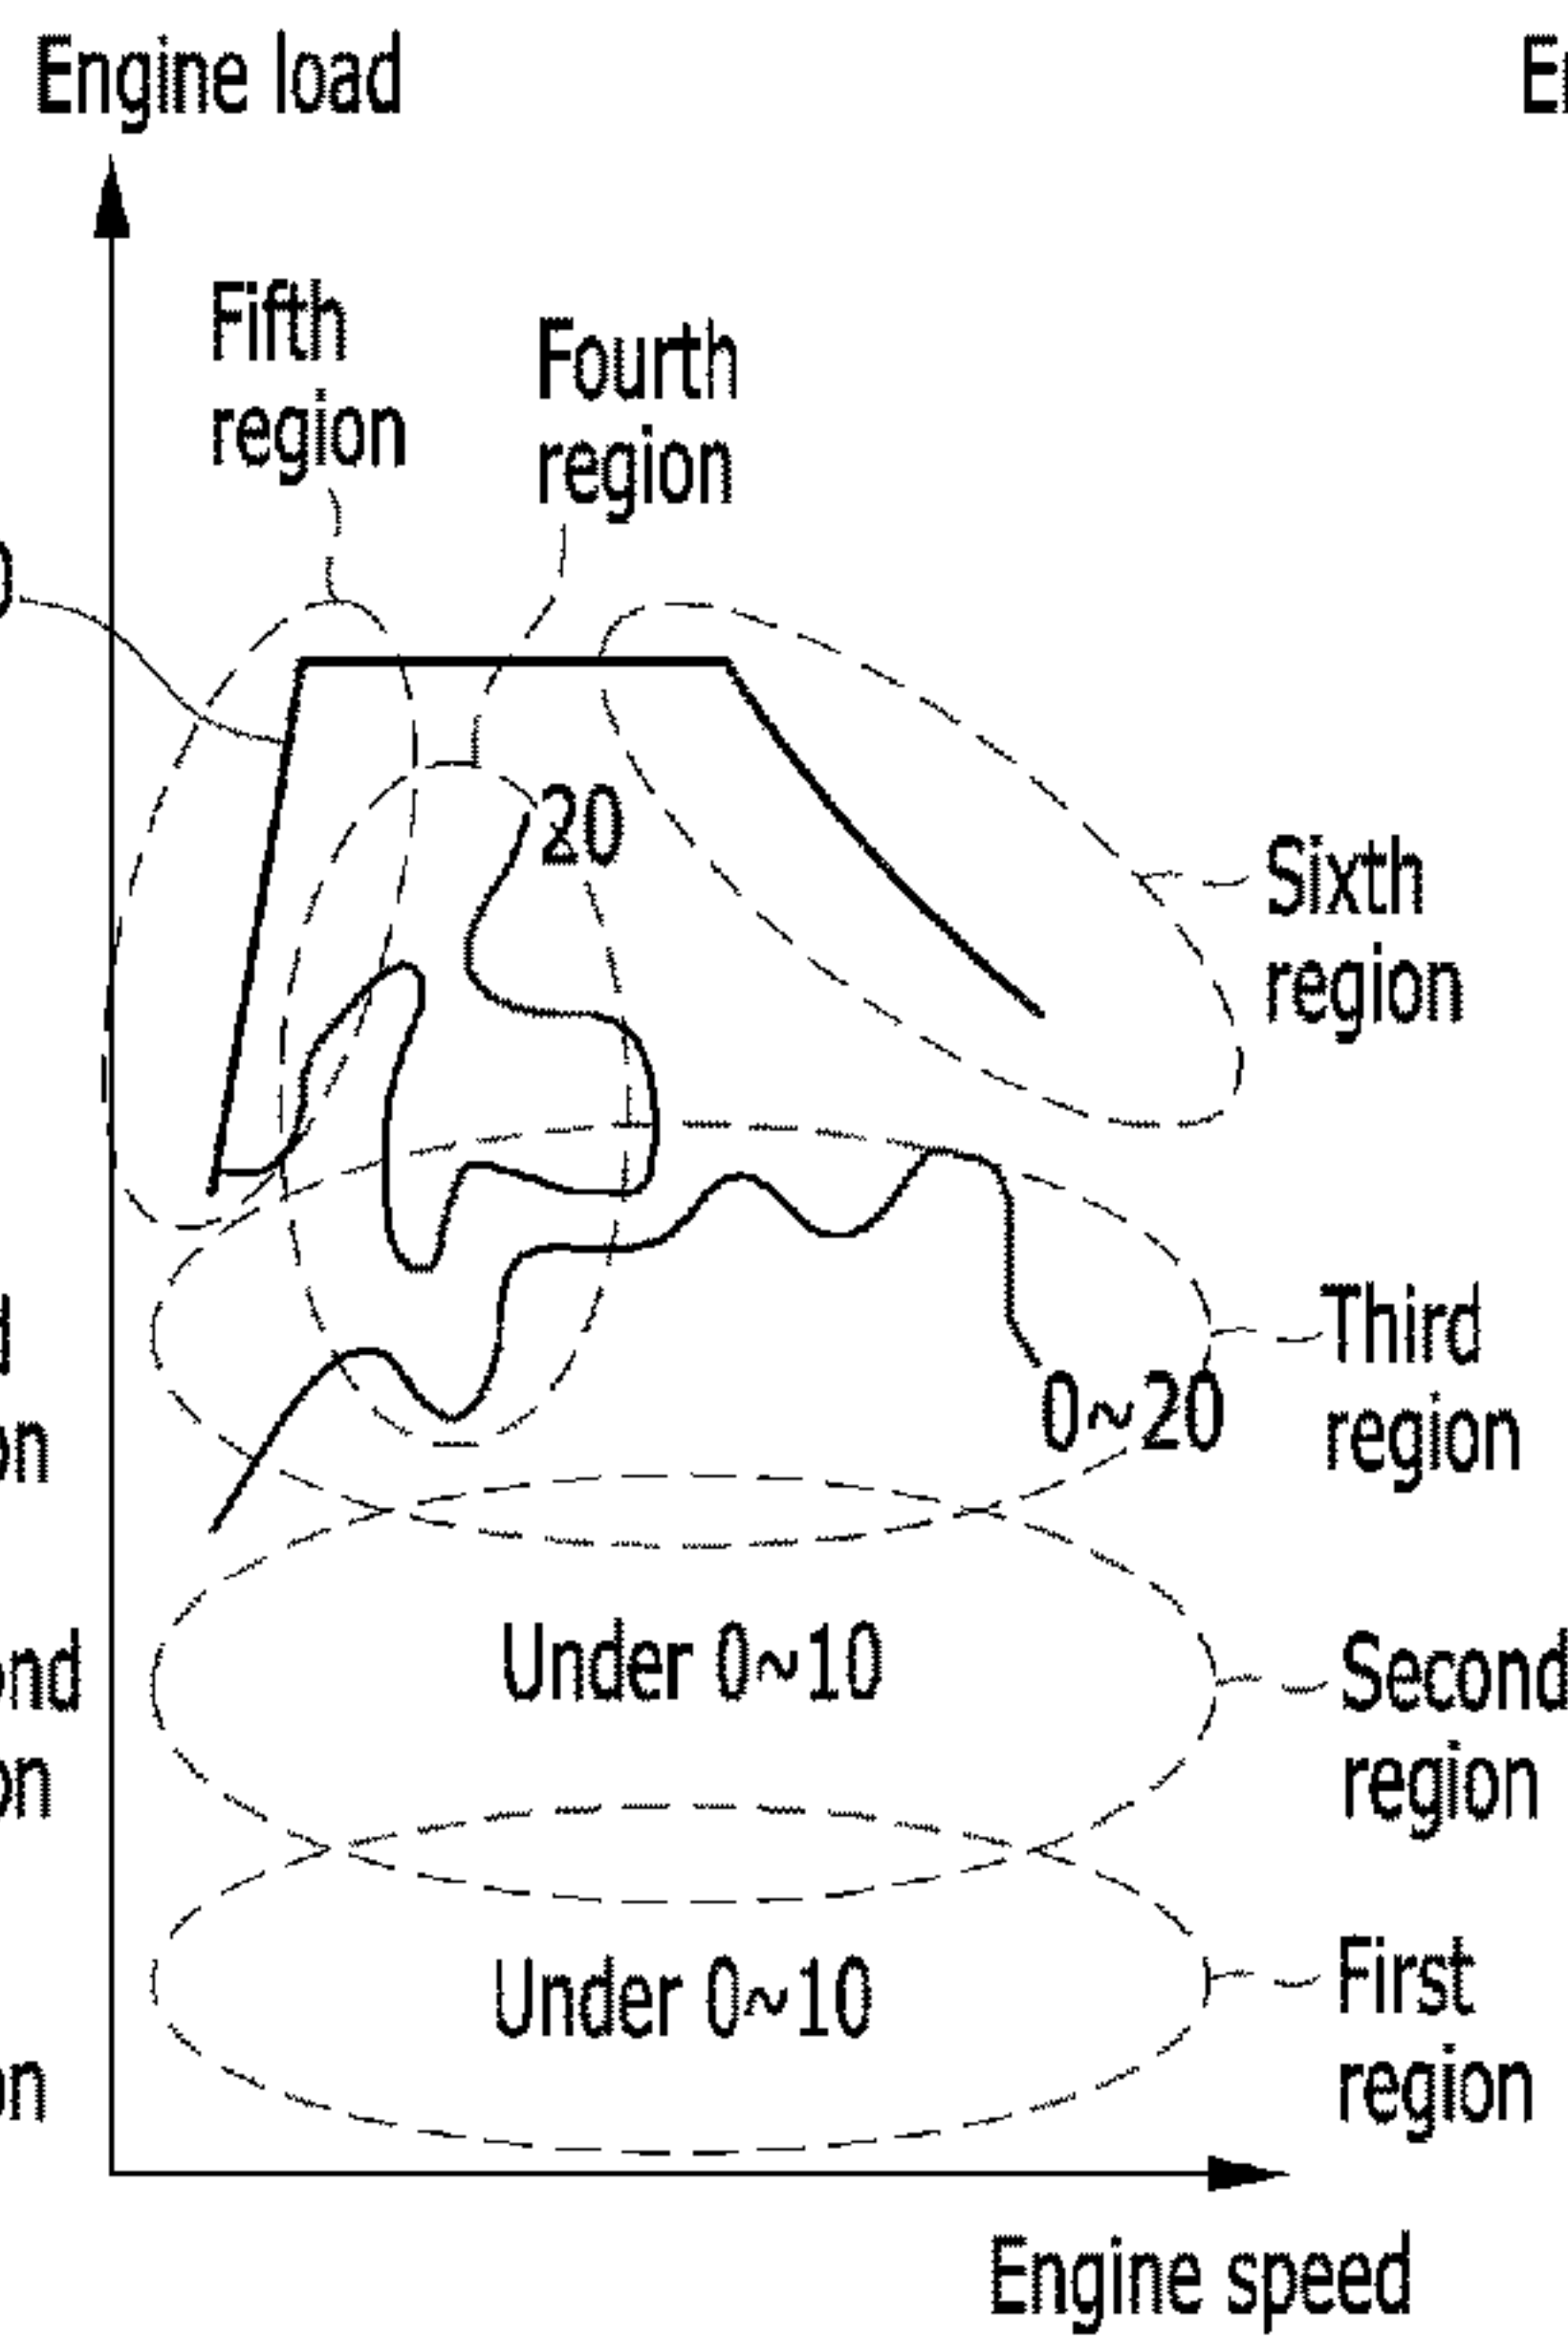 Engine load
Fifth
region
Fourth
region
20
Sixth
region
Third
region
0~20
Under 0~10
Second
region
Under 0~10
First
region
Engine speed